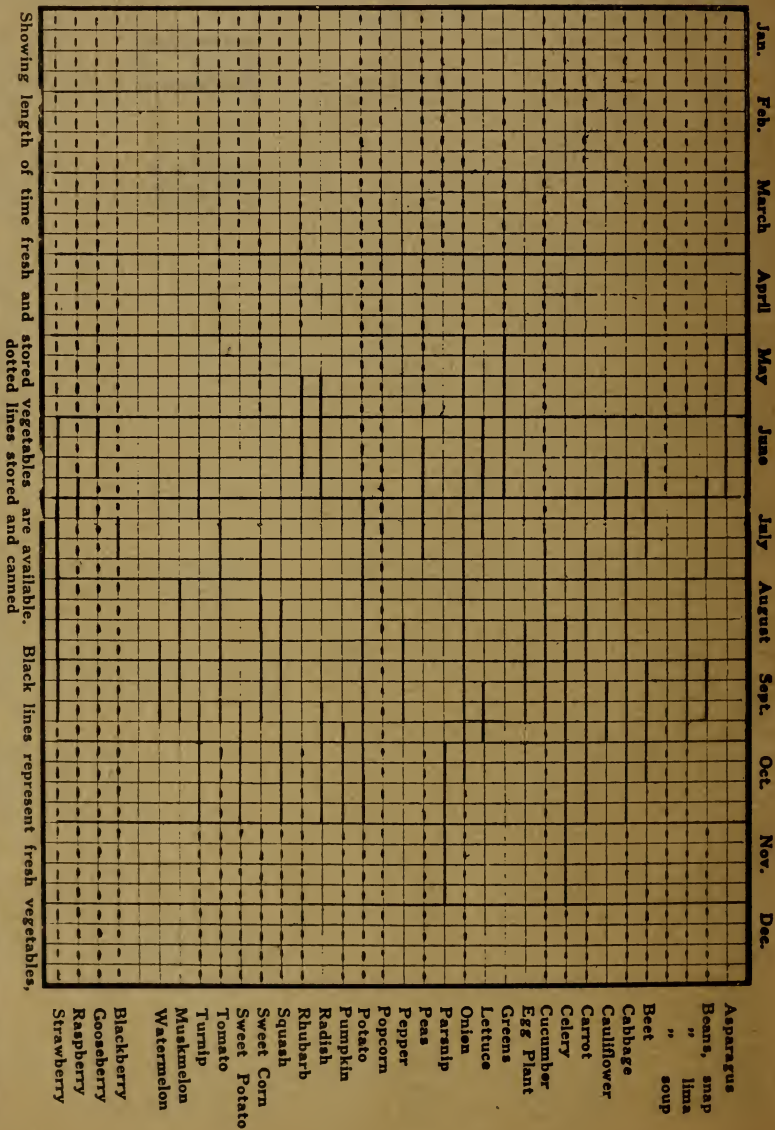 Jan. Feb. March April May June July August Sept. Oct. Nov. Dec.
Asparagus
Beans, snap
" lima
" soup
Beet
Cabbage
Cauliflower
Carrot
Celery
Cucumber
Egg Plant
Greens
Lettuce
Onion
Parsnip
Peas
Pepper
Popcorn
Potato
Pumpkin
Radish
Rhubarb
Squash
Sweet Corn
Sweet Potato
Tomato
Turnip
Muskmelon
Watermelon
Blackberry
Gooseberry
Raspberry
Strawberry
Showing length of time fresh and stored vegetables are available. Black lines represent fresh vegetables,
dotted lines stored and canned